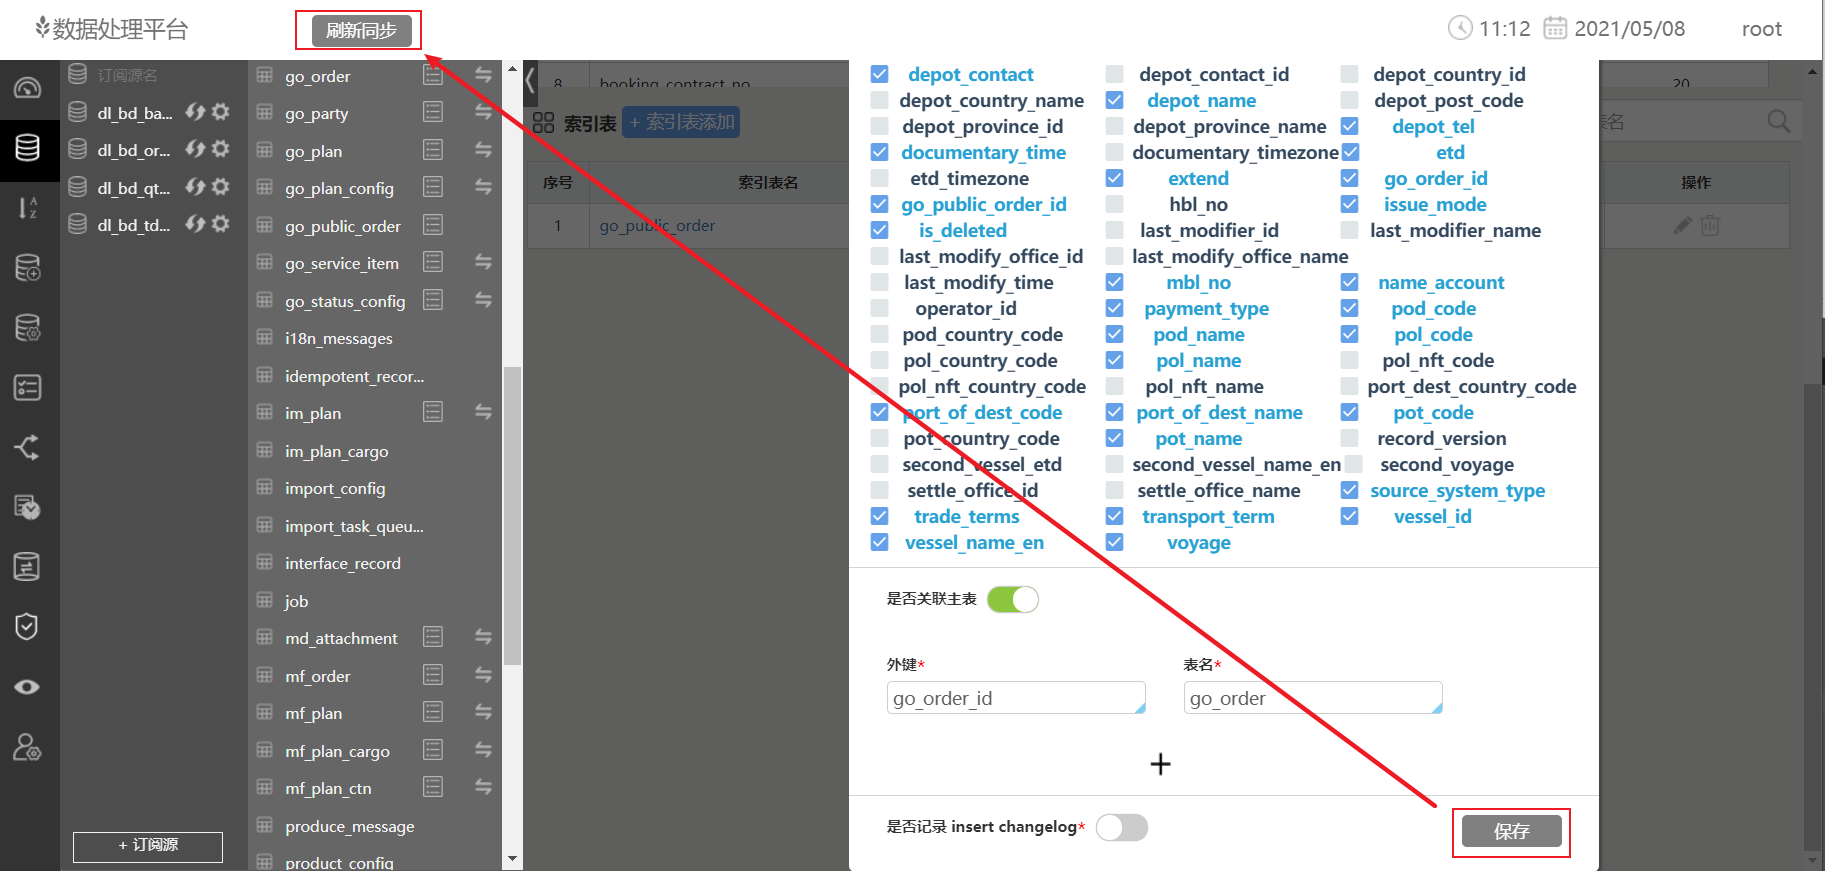 数据处理平台
刷新同步
11:12
2021/05/08
root
订阅源名
dl_bd_ba...
dl_bd_or...
dl_bd_qt...
dl_bd_td...
+ 订阅源
go_order
go_party
go_plan
go_plan_config
go_public_order
go_service_item
go_status_config
i18n_messages
idempotent_recor...
im_plan
im_plan_cargo
import_config
import_task_queu...
interface_record
job
md_attachment
mf_order
mf_plan
mf_plan_cargo
mf_plan_ctn
produce_message
product_config
8 booking_contract_no 20
索引表 + 索引表添加 表名
序号 索引表名 操作
1 go_public_order
depot_contact depot_contact_id depot_country_id
depot_country_name depot_name depot_post_code
depot_province_id depot_province_name depot_tel
documentary_time documentary_timezone etd
etd_timezone extend go_order_id
go_public_order_id hbl_no issue_mode
is_deleted last_modifier_id last_modifier_name
last_modify_office_id last_modify_office_name
last_modify_time mbl_no name_account
operator_id payment_type pod_code
pod_country_code pod_name pol_code
pol_country_code pol_name pol_nft_code
pol_nft_country_code pol_nft_name port_dest_country_code
port_of_dest_code port_of_dest_name pot_code
pot_country_code pot_name record_version
second_vessel_etd second_vessel_name_en second_voyage
settle_office_id settle_office_name source_system_type
trade_terms transport_term vessel_id
vessel_name_en voyage
是否关联主表
外键* 表名*
go_order_id go_order
+
是否记录 insert changelog*
保存